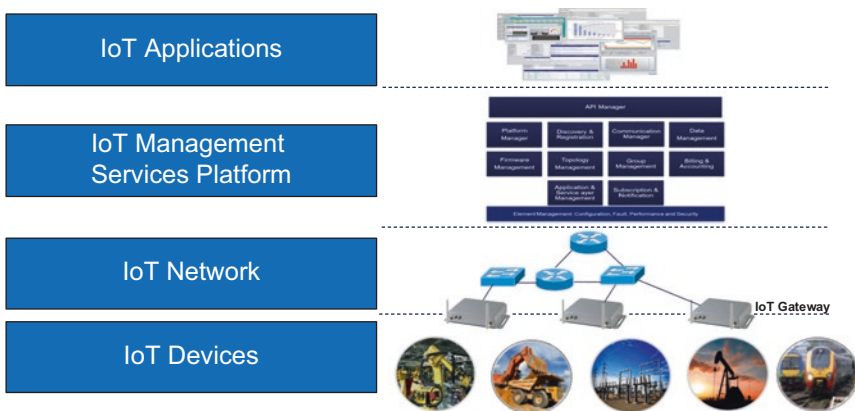 IoT Applications
IoT Management
Services Platform
IoT Network
IoT Devices
API Manager
Platform
Manager
Discovery &
Registration
Communication
Manager
Data
Management
Firmware
Management
Topology
Management
Group
Management
Billing &
Accounting
Application &
Service ayer
Management
Subscription &
Notification
Element Management: Configuration, Fault, Performance and Security
IoT Gateway